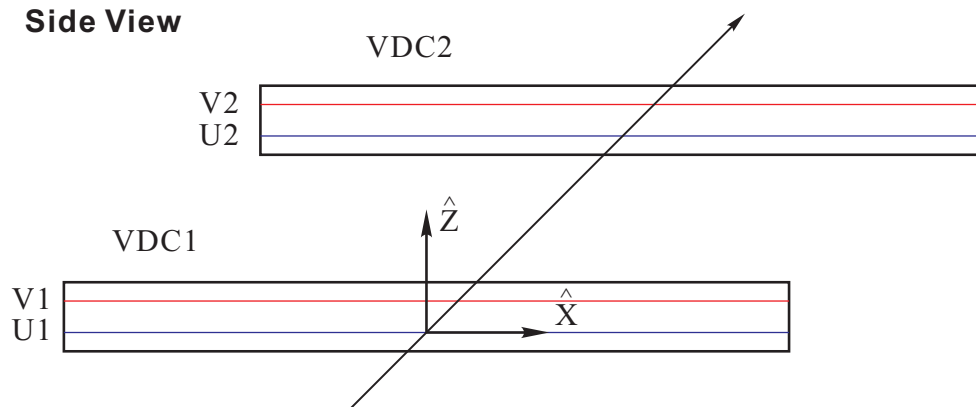 Side View
VDC2
V2
U2
Ẑ
VDC1
V1
X̂
U1